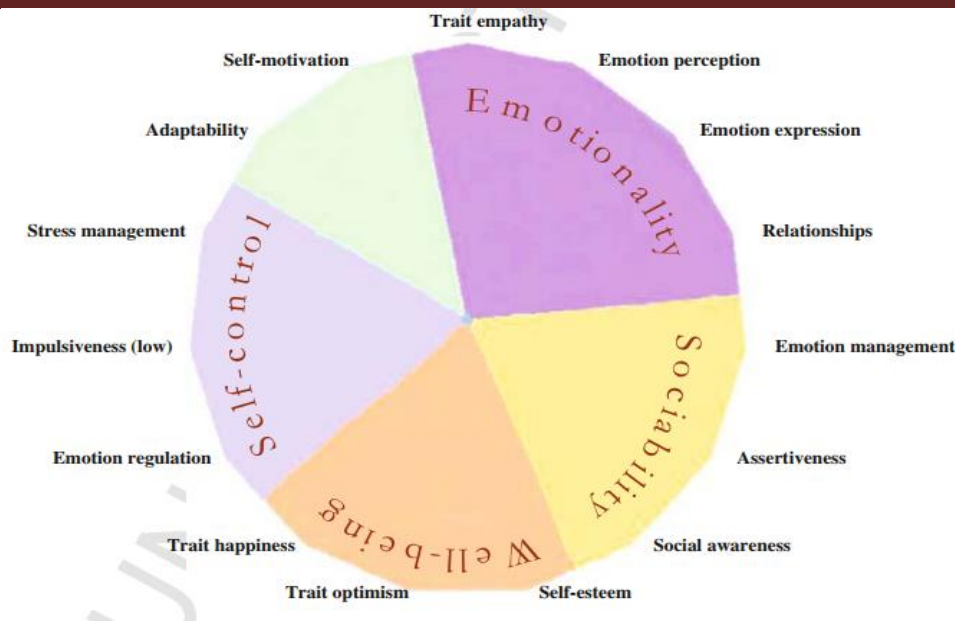 Trait empathy
Self-motivation
Emotion perception
Adaptability
Emotion expression
Stress management
Relationships
Impulsiveness (low)
Emotion management
Emotion regulation
Assertiveness
Trait happiness
Social awareness
Trait optimism
Self-esteem
Emotionality
Sociability
Well-being
Self-control